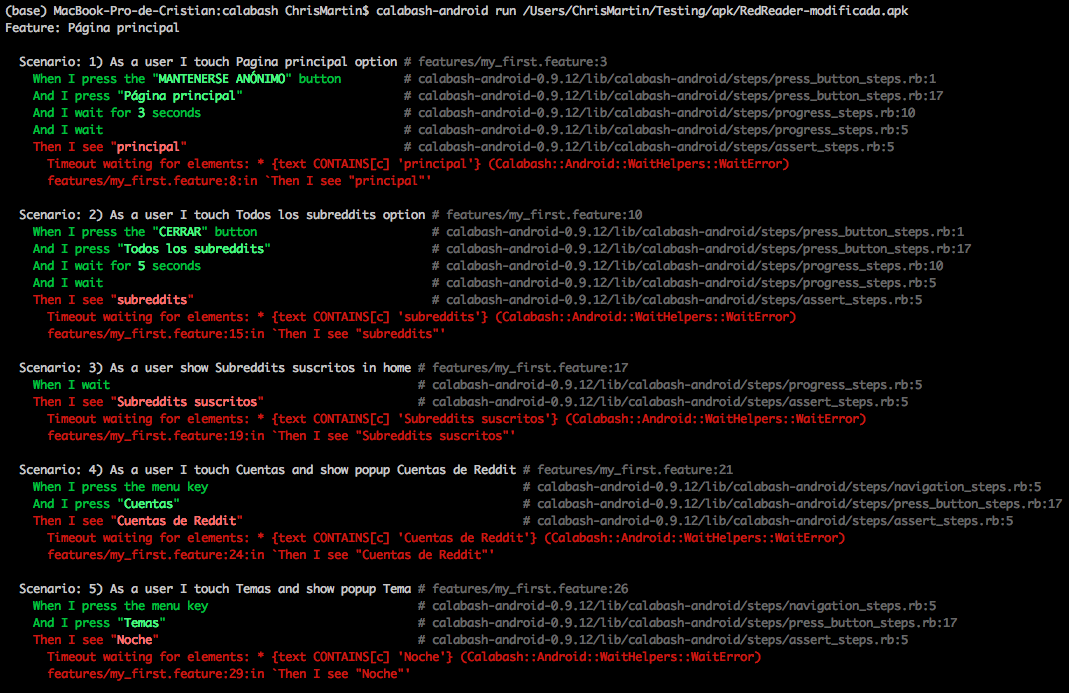 (base) MacBook-Pro-de-Cristian:calabash ChrisMartin$ calabash-android run /Users/ChrisMartin/Testing/apk/RedReader-modificada.apk
Feature: Página principal
Scenario: 1) As a user I touch Pagina principal option # features/my_first.feature:3
When I press the "MANTENERSE ANÓNIMO" button # calabash-android-0.9.12/lib/calabash-android/steps/press_button_steps.rb:1
And I press "Página principal" # calabash-android-0.9.12/lib/calabash-android/steps/press_button_steps.rb:17
And I wait for 3 seconds # calabash-android-0.9.12/lib/calabash-android/steps/progress_steps.rb:10
And I wait # calabash-android-0.9.12/lib/calabash-android/steps/progress_steps.rb:5
Then I see "principal" # calabash-android-0.9.12/lib/calabash-android/steps/assert_steps.rb:5
Timeout waiting for elements: * {text CONTAINS[c] 'principal'} (Calabash::Android::WaitHelpers::WaitError)
features/my_first.feature:8:in `Then I see "principal"'
Scenario: 2) As a user I touch Todos los subreddits option # features/my_first.feature:10
When I press the "CERRAR" button # calabash-android-0.9.12/lib/calabash-android/steps/press_button_steps.rb:1
And I press "Todos los subreddits" # calabash-android-0.9.12/lib/calabash-android/steps/press_button_steps.rb:17
And I wait for 5 seconds # calabash-android-0.9.12/lib/calabash-android/steps/progress_steps.rb:10
And I wait # calabash-android-0.9.12/lib/calabash-android/steps/progress_steps.rb:5
Then I see "subreddits" # calabash-android-0.9.12/lib/calabash-android/steps/assert_steps.rb:5
Timeout waiting for elements: * {text CONTAINS[c] 'subreddits'} (Calabash::Android::WaitHelpers::WaitError)
features/my_first.feature:15:in `Then I see "subreddits"'
Scenario: 3) As a user show Subreddits suscritos in home # features/my_first.feature:17
When I wait # calabash-android-0.9.12/lib/calabash-android/steps/progress_steps.rb:5
Then I see "Subreddits suscritos" # calabash-android-0.9.12/lib/calabash-android/steps/assert_steps.rb:5
Timeout waiting for elements: * {text CONTAINS[c] 'Subreddits suscritos'} (Calabash::Android::WaitHelpers::WaitError)
features/my_first.feature:19:in `Then I see "Subreddits suscritos"'
Scenario: 4) As a user I touch Cuentas and show popup Cuentas de Reddit # features/my_first.feature:21
When I press the menu key # calabash-android-0.9.12/lib/calabash-android/steps/navigation_steps.rb:5
And I press "Cuentas" # calabash-android-0.9.12/lib/calabash-android/steps/press_button_steps.rb:17
Then I see "Cuentas de Reddit" # calabash-android-0.9.12/lib/calabash-android/steps/assert_steps.rb:5
Timeout waiting for elements: * {text CONTAINS[c] 'Cuentas de Reddit'} (Calabash::Android::WaitHelpers::WaitError)
features/my_first.feature:24:in `Then I see "Cuentas de Reddit"'
Scenario: 5) As a user I touch Temas and show popup Tema # features/my_first.feature:26
When I press the menu key # calabash-android-0.9.12/lib/calabash-android/steps/navigation_steps.rb:5
And I press "Temas" # calabash-android-0.9.12/lib/calabash-android/steps/press_button_steps.rb:17
Then I see "Noche" # calabash-android-0.9.12/lib/calabash-android/steps/assert_steps.rb:5
Timeout waiting for elements: * {text CONTAINS[c] 'Noche'} (Calabash::Android::WaitHelpers::WaitError)
features/my_first.feature:29:in `Then I see "Noche"'